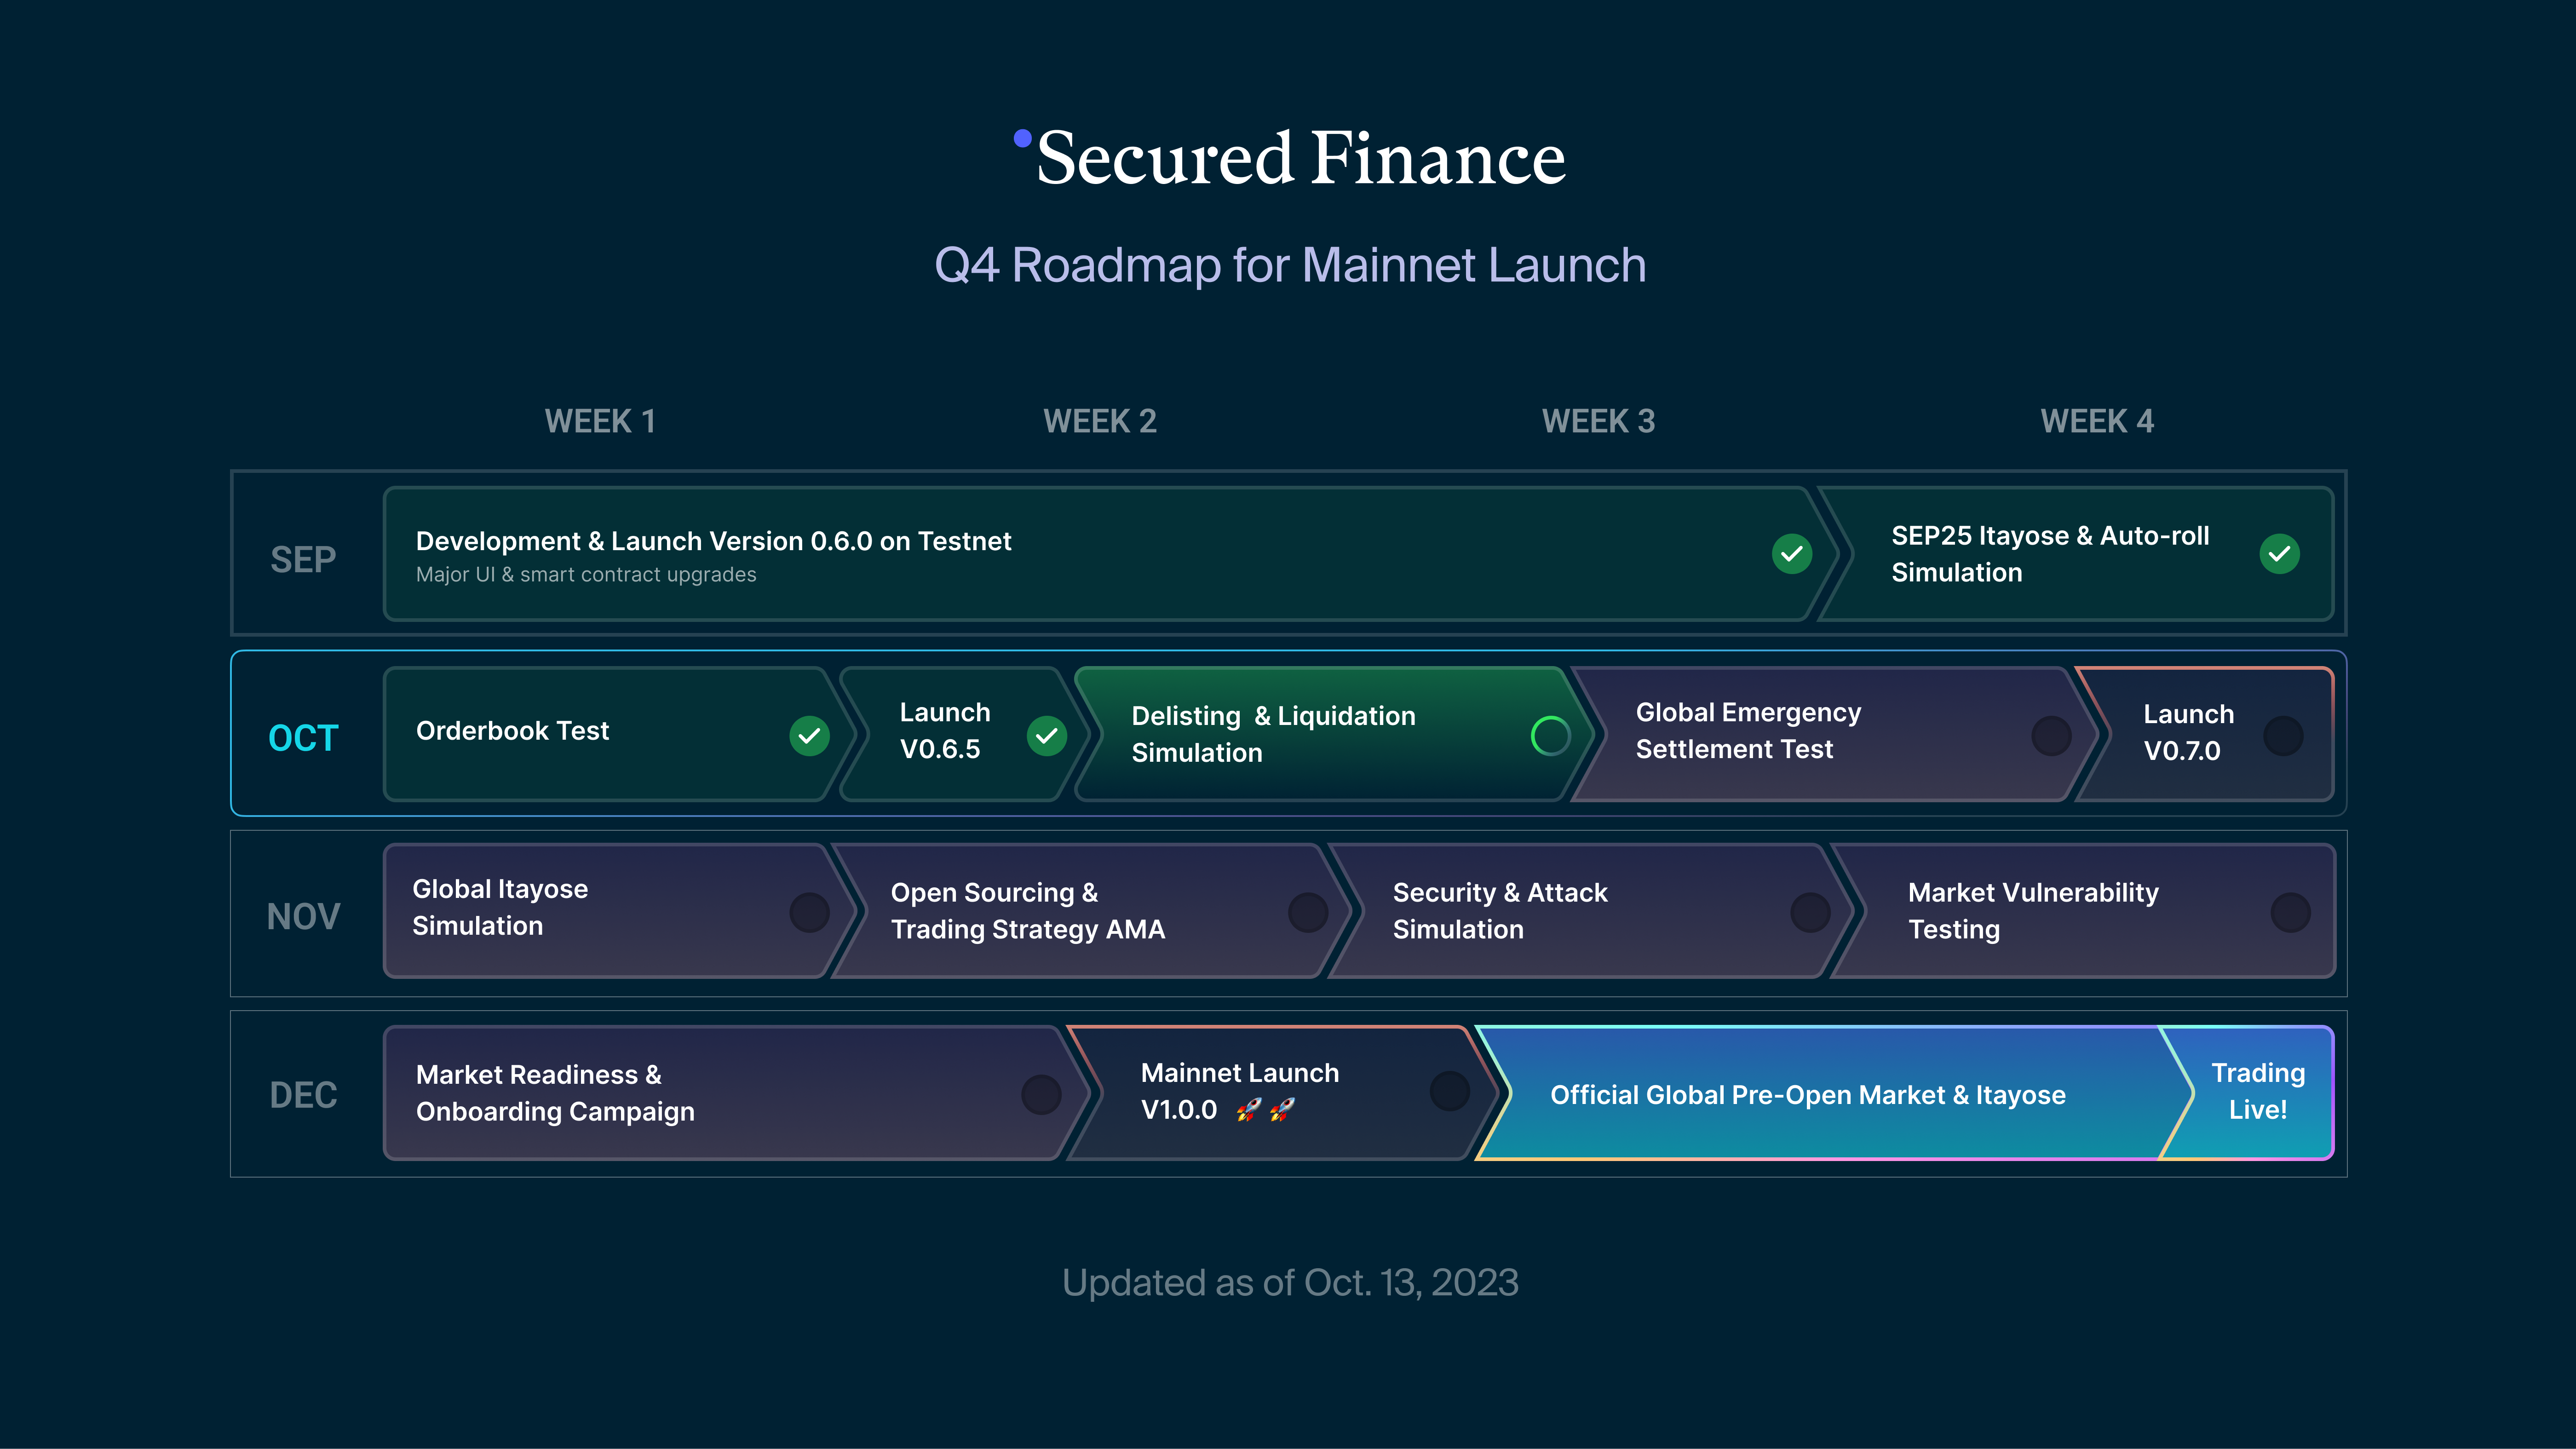 Secured Finance
Q4 Roadmap for Mainnet Launch
WEEK 1
WEEK 2
WEEK 3
WEEK 4
SEP
Development & Launch Version 0.6.0 on Testnet
Major UI & smart contract upgrades
SEP25 Itayose & Auto-roll
Simulation
OCT
Orderbook Test
Launch
V0.6.5
Delisting & Liquidation
Simulation
Global Emergency
Settlement Test
Launch
V0.7.0
NOV
Global Itayose
Simulation
Open Sourcing &
Trading Strategy AMA
Security & Attack
Simulation
Market Vulnerability
Testing
DEC
Market Readiness &
Onboarding Campaign
Mainnet Launch
V1.0.0 🚀🚀
Official Global Pre-Open Market & Itayose
Trading
Live!
Updated as of Oct. 13, 2023